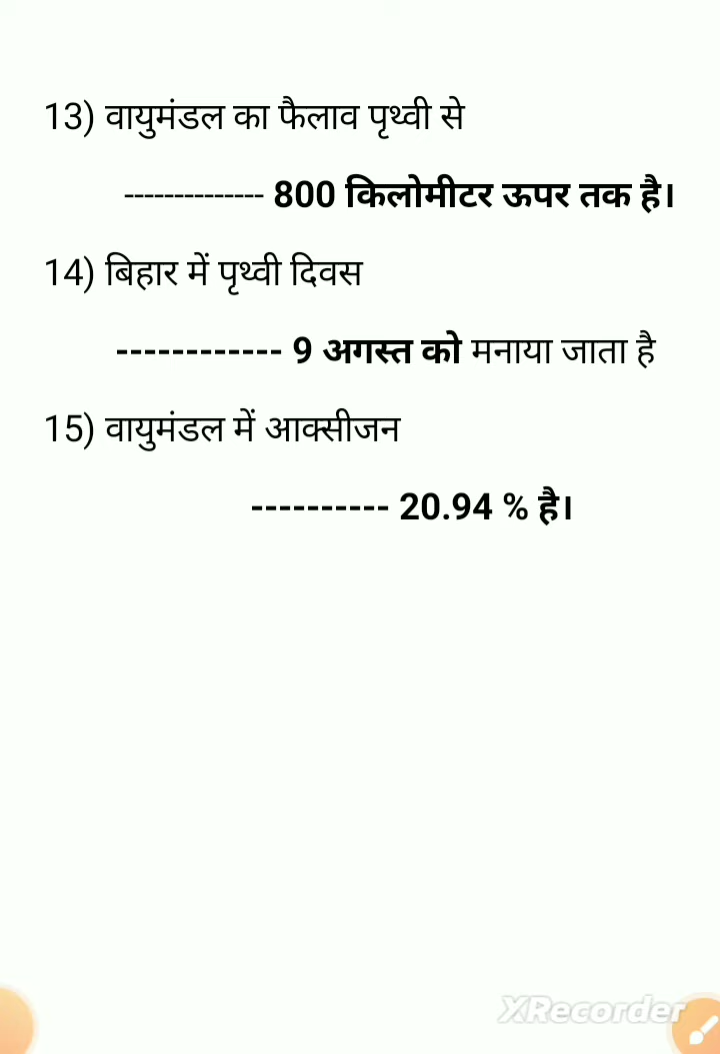 13) वायुमंडल का फैलाव पृथ्वी से
-------------- 800 किलोमीटर ऊपर तक है।
14) बिहार में पृथ्वी दिवस
------------ 9 अगस्त को मनाया जाता है
15) वायुमंडल में आक्सीजन
---------- 20.94 % है।
XRecorder